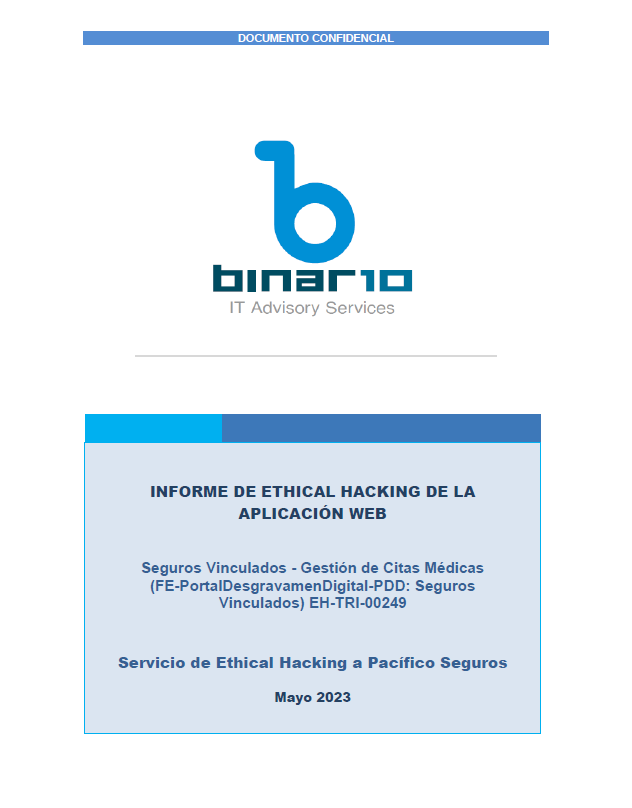 DOCUMENTO CONFIDENCIAL
binar10
IT Advisory Services
INFORME DE ETHICAL HACKING DE LA
APLICACIÓN WEB
Seguros Vinculados - Gestión de Citas Médicas
(FE-PortalDesgravamenDigital-PDD: Seguros
Vinculados) EH-TRI-00249
Servicio de Ethical Hacking a Pacífico Seguros
Mayo 2023